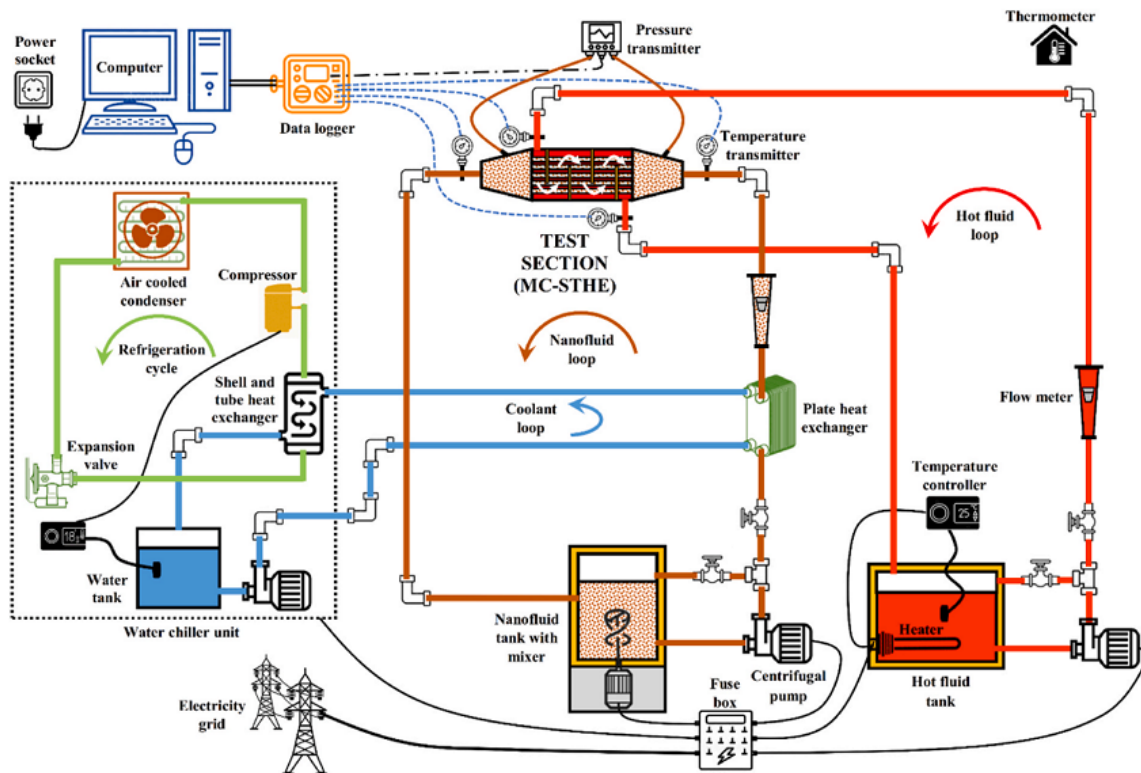 Power
socket
Computer
Data logger
Pressure
transmitter
Thermometer
Temperature
transmitter
TEST
SECTION
(MC-STHE)
Hot fluid
loop
Air cooled
condenser
Compressor
Refrigeration
cycle
Shell and
tube heat
exchanger
Nanofluid
loop
Coolant
loop
Plate heat
exchanger
Flow meter
Expansion
valve
Temperature
controller
25
18
Water
tank
Water chiller unit
Nanofluid
tank with
mixer
Centrifugal
pump
Heater
Hot fluid
tank
Fuse
box
Electricity
grid